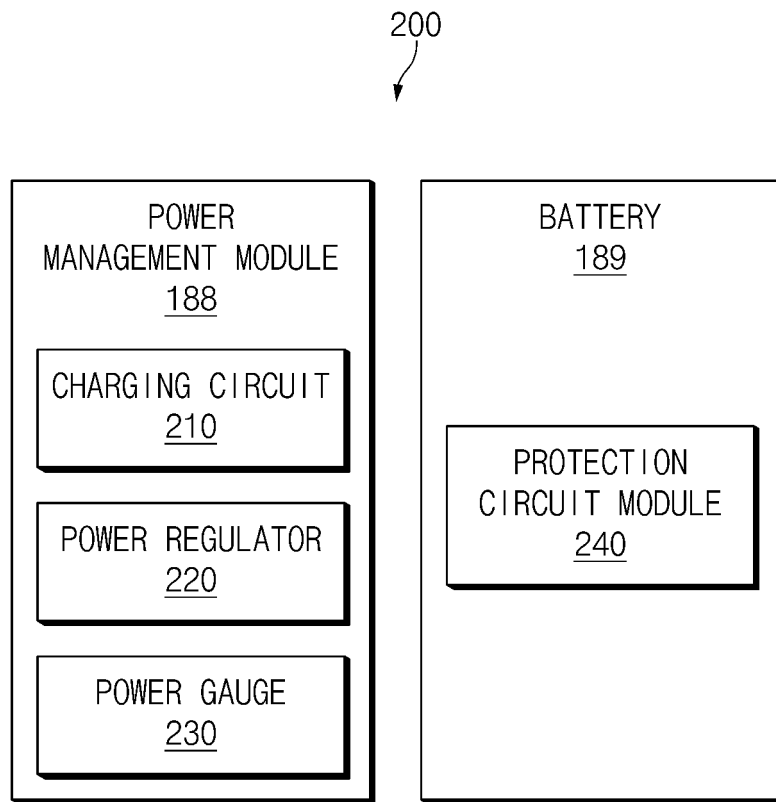 200
POWER
MANAGEMENT MODULE
188
CHARGING CIRCUIT
210
POWER REGULATOR
220
POWER GAUGE
230
BATTERY
189
PROTECTION
CIRCUIT MODULE
240